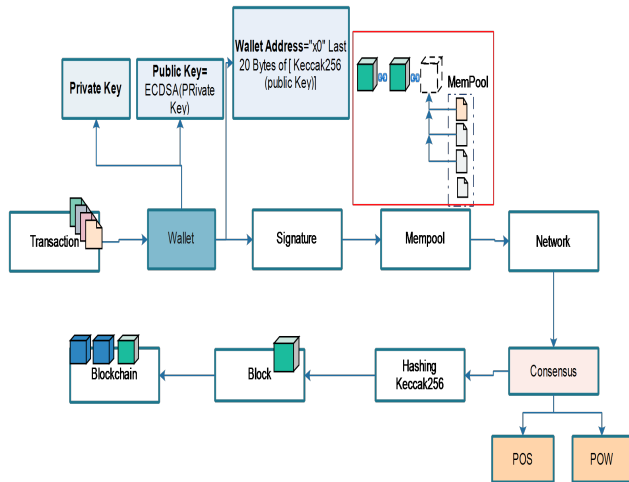 Wallet Address="x0" Last
20 Bytes of [ Keccak256
(public Key)]
Public Key=
ECDSA(PRivate
Key)
Private Key
MemPool
Transaction
Wallet
Signature
Mempool
Network
Blockchain
Block
Hashing
Keccak256
Consensus
POS
POW